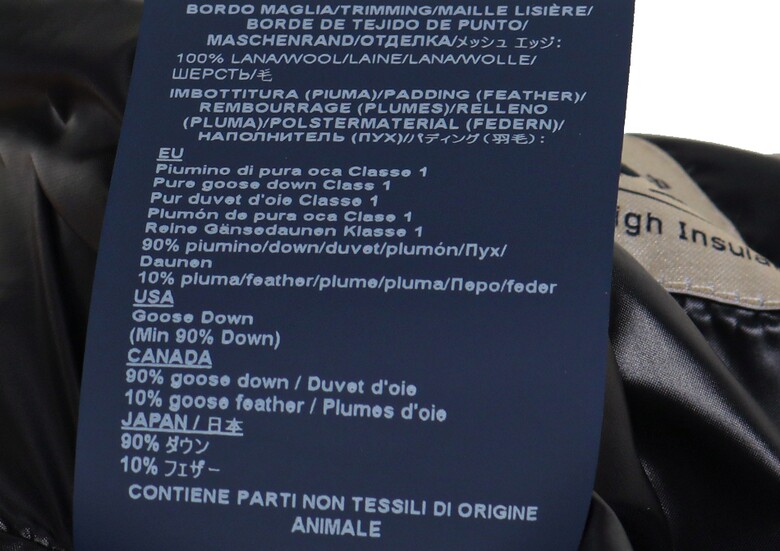 BORDO MAGLIA/TRIMMING/MAILLE LISIÈRE/
BORDE DE TEJIDO DE PUNTO/
MASCHENRAND/ОТДЕЛКА/メッシュ エッジ:
100% LANA/WOOL/LAINE/LANA/WOLLE/
ШЕРСТЬ/毛
IMBOTTITURA (PIUMA)/PADDING (FEATHER)/
REMBOURRAGE (PLUMES)/RELLENO
(PLUMA)/POLSTERMATERIAL (FEDERN)/
НАПОЛНИТЕЛЬ (ПУХ)/パディング(羽毛):
EU
Piumino di pura oca Classe 1
Pure goose down Class 1
Pur duvet d'oie Classe 1
Plumón de pura oca Clase 1
Reine Gänsedaunen Klasse 1
90% piumino/down/duvet/plumón/Пух/
Daunen
10% piuma/feather/plume/pluma/Перо/feder
USA
Goose Down
(Min 90% Down)
CANADA
90% goose down / Duvet d'oie
10% goose feather / Plumes d'oie
JAPAN / 日本
90% ダウン
10% フェザー
CONTIENE PARTI NON TESSILI DI ORIGINE
ANIMALE
igh Insula